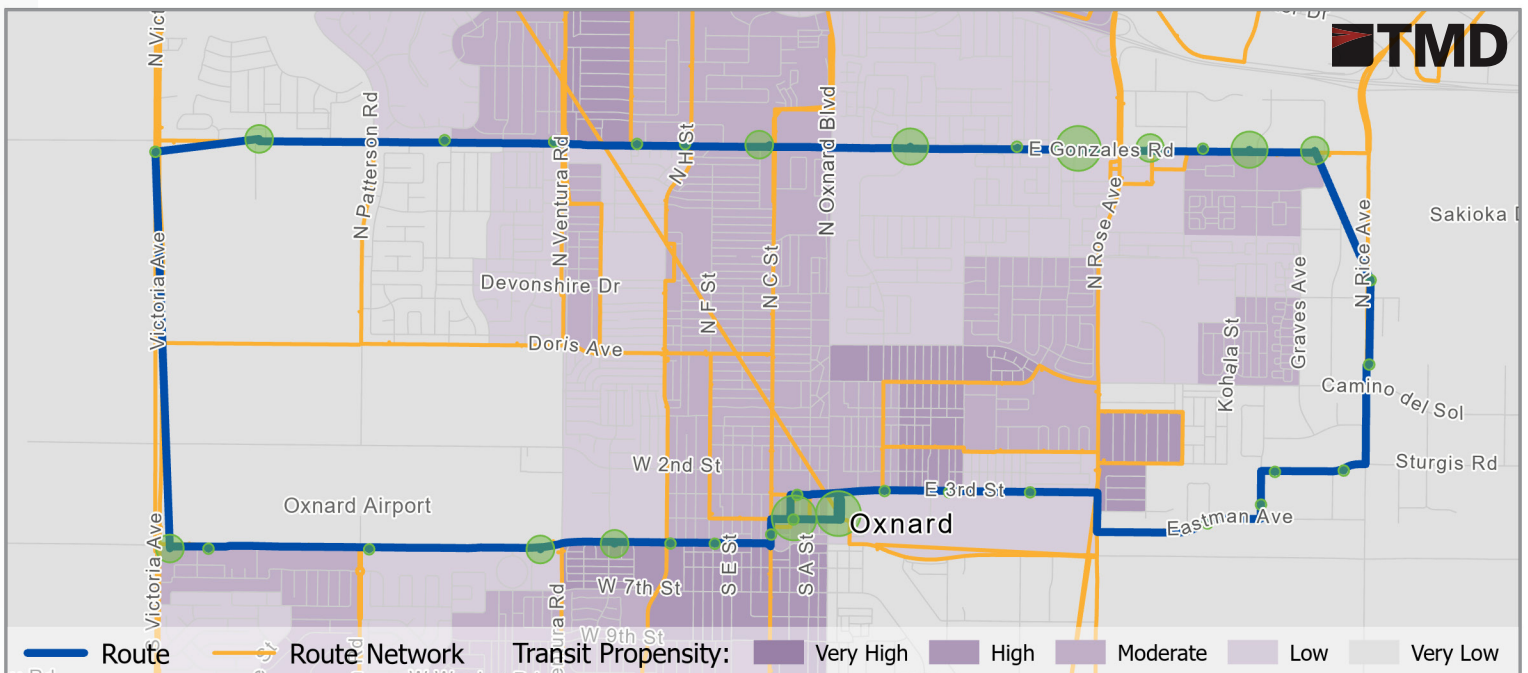 N Vict
TMD
N Patterson Rd
N Ventura Rd
N H St
N Oxnard Blvd
E Gonzales Rd
N Rose Ave
N Rice Ave
Sakioka
Victoria Ave
Devonshire Dr
N F St
N C St
Graves Ave
Kohala St
Doris Ave
Camino del Sol
W 2nd St
Sturgis Rd
Oxnard Airport
E 3rd St
Oxnard
Eastman Ave
S Victoria Ave
S E St
S A St
W 7th St
W 9th St
Route
Route Network
Transit Propensity:
Very High
High
Moderate
Low
Very Low